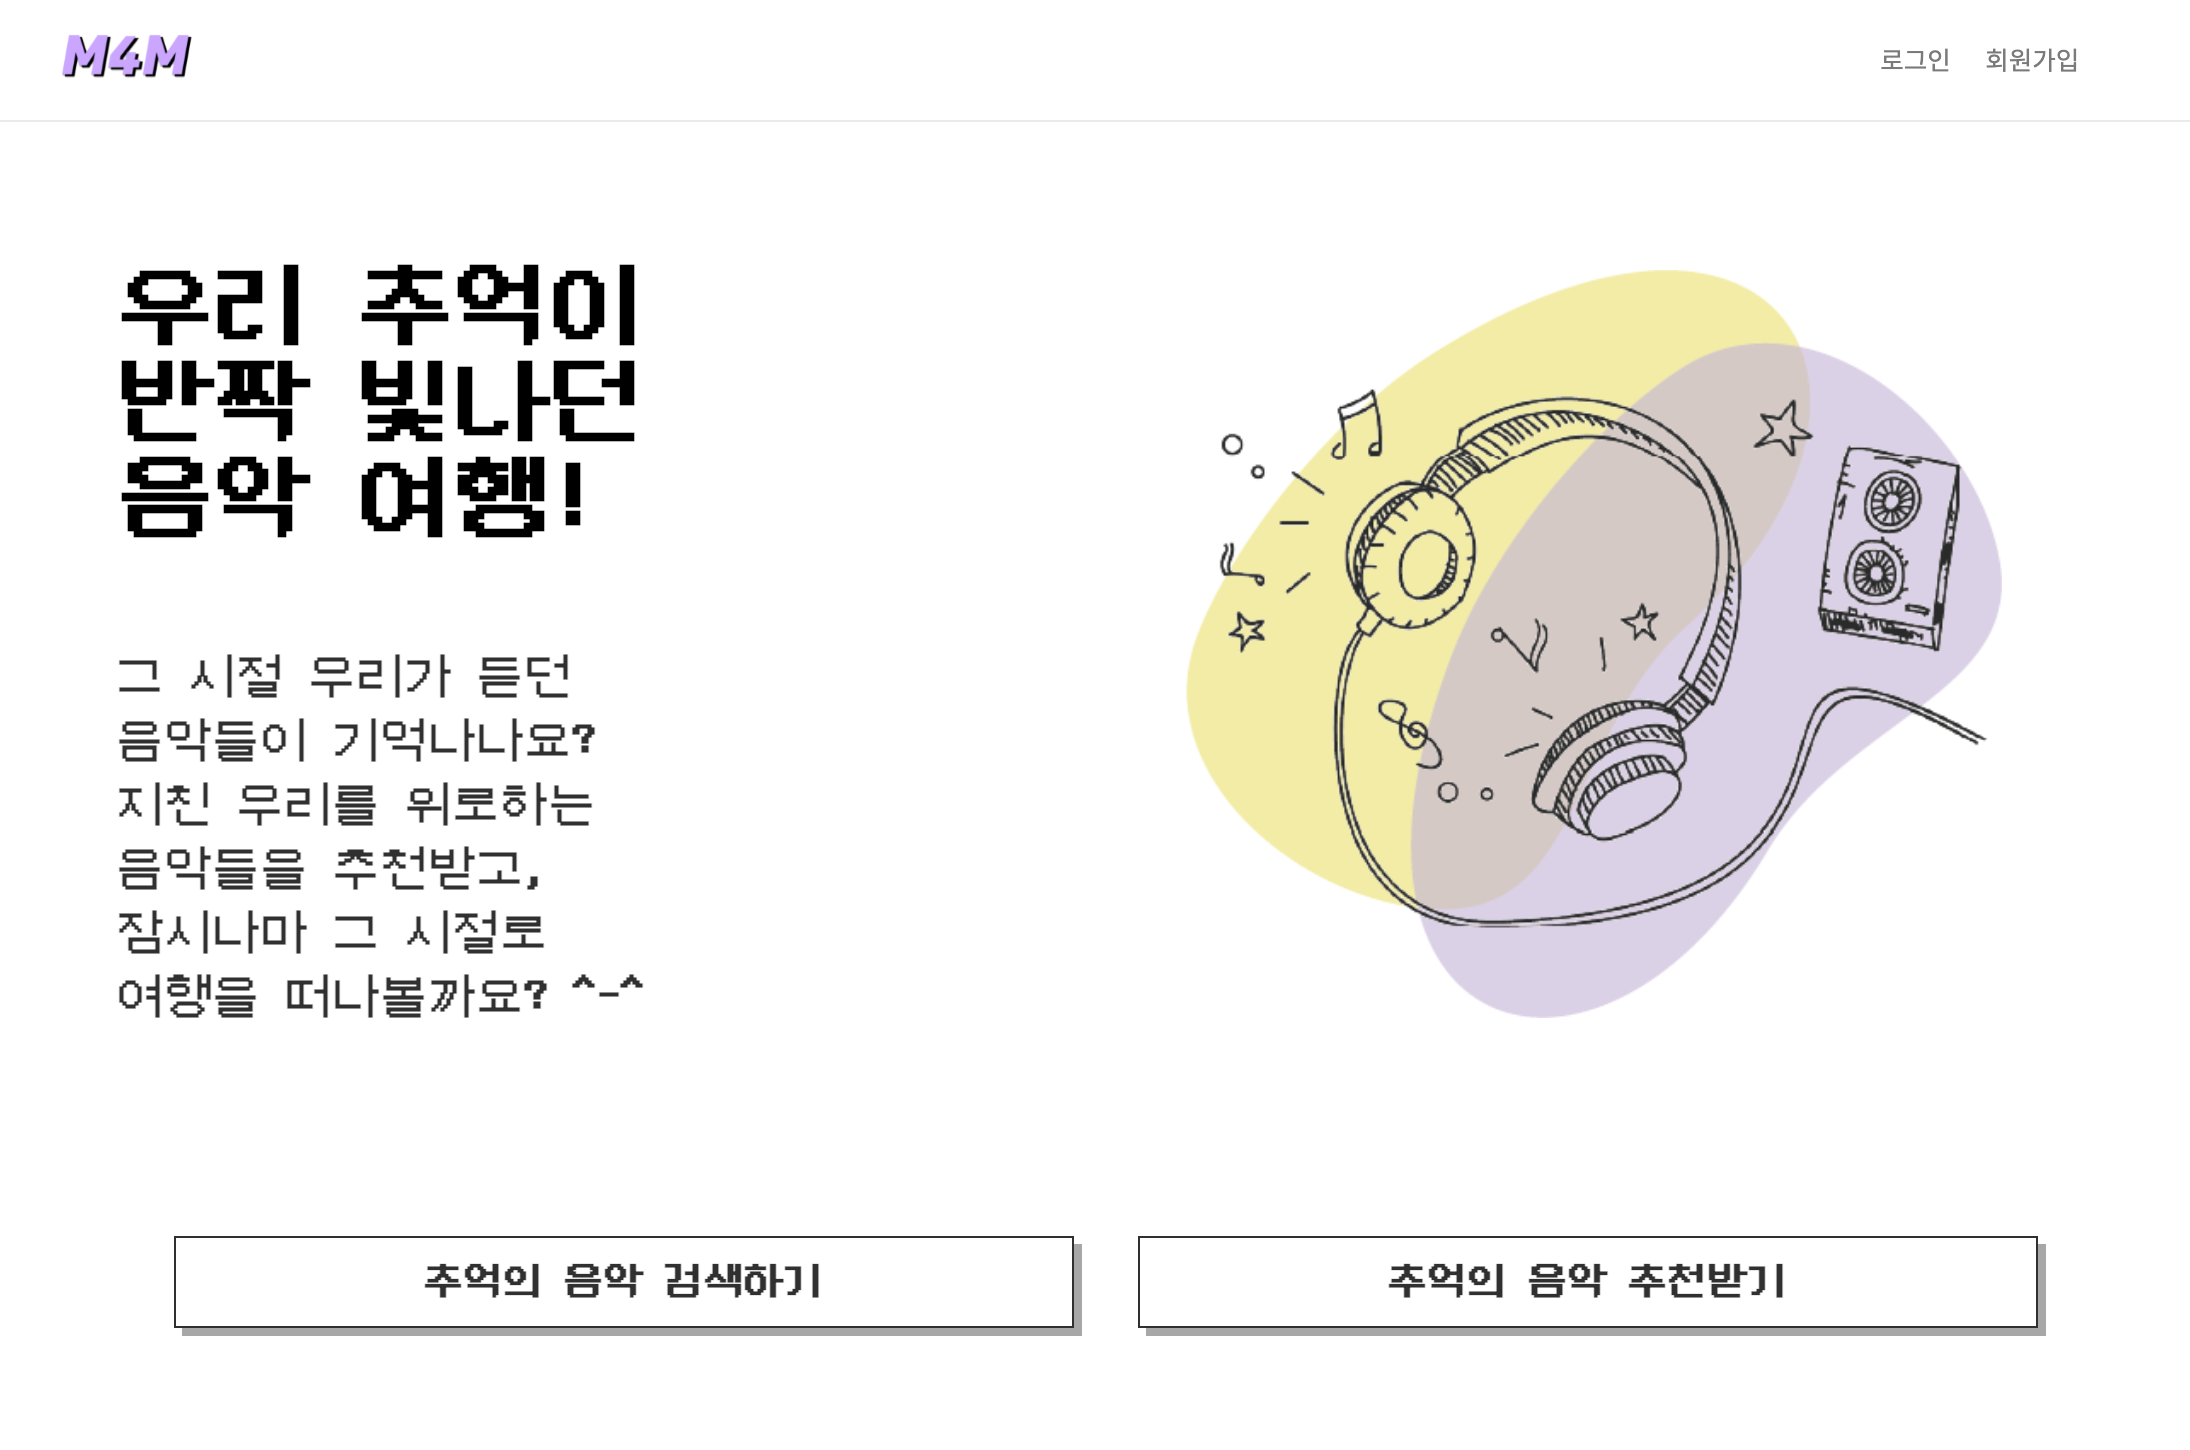 M4M
로그인 회원가입
우리 추억이
반짝 빛나던
음악 여행!
그 시절 우리가 듣던
음악들이 기억나나요?
지친 우리를 위로하는
음악들을 추천받고,
잠시나마 그 시절로
여행을 떠나볼까요? ^-^
추억의 음악 검색하기
추억의 음악 추천받기